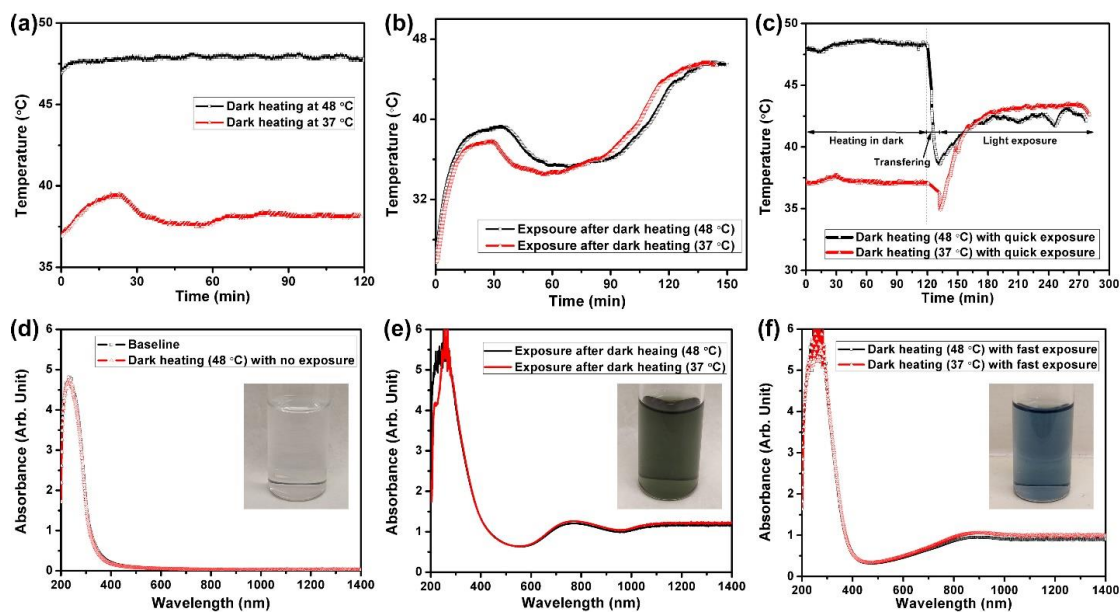 (a)
50
45
40
35
Temperature (°C)
Dark heating at 48 °C
Dark heating at 37 °C
0 20 40 60 80 100 120
Time (min)
(b)
48
44
40
36
32
Temperature (°C)
Expsoure after dark heating (48 °C)
Exposure after dark heating (37 °C)
0 30 60 90 120 150
Time (min)
(c)
50
45
40
35
30
Temperature (°C)
Heating in dark
Transfering
Light exposure
Dark heating (48 °C) with quick exposure
Dark heating (37 °C) with quick exposure
0 30 60 90 120 150 180 210 240 270 300
Time (min)
(d)
6
5
4
3
2
1
0
Absorbance (Arb. Unit)
Baseline
Dark heating (48 °C) with no exposure
200 400 600 800 1000 1200 1400
Wavelength (nm)
(e)
6
5
4
3
2
1
0
Absorbance (Arb. Unit)
Exposure after dark heaing (48 °C)
Exposure after dark heating (37 °C)
200 400 600 800 1000 1200 1400
Wavelength (nm)
(f)
6
5
4
3
2
1
0
Absorbance (Arb. Unit)
Dark heating (48 °C) with fast exposure
Dark heating (37 °C) with fast exposure
200 400 600 800 1000 1200 1400
Wavelength (nm)